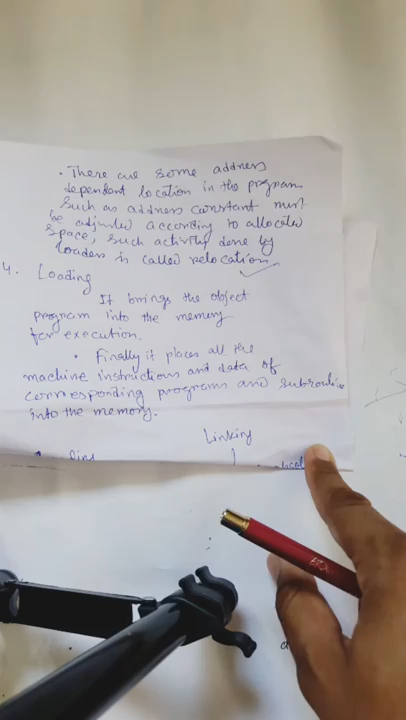 • There are some address
dependent location in the program
such as address constant must
be adjusted according to allocated
space, such activity done by
loader is called relocation.
4. Loading
It brings the object
program into the memory
for execution.
• Finally it places all the
machine instructions and data of
corresponding programs and subroutine
into the memory.
Linking